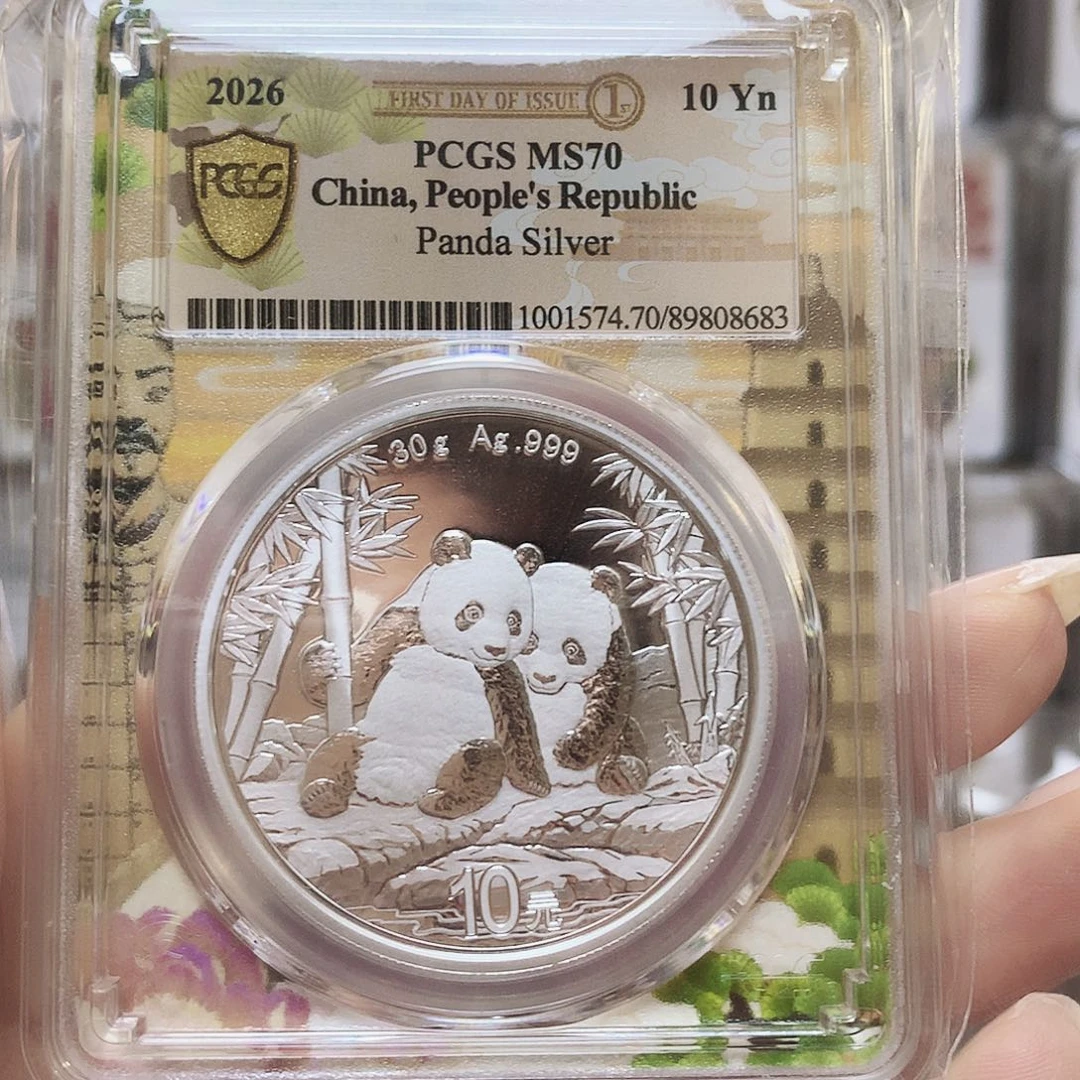 2026
FIRST DAY OF ISSUE 1ST
10 Yn
PCGS MS70
PCGS
China, People's Republic
Panda Silver
1001574.70/89808683
30g Ag.999
10元